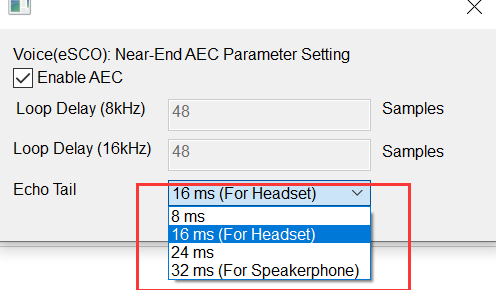 Voice(eSCO): Near-End AEC Parameter Setting
Enable AEC
Loop Delay (8kHz) 48 Samples
Loop Delay (16kHz) 48 Samples
Echo Tail 16 ms (For Headset)
8 ms
16 ms (For Headset)
24 ms
32 ms (For Speakerphone)